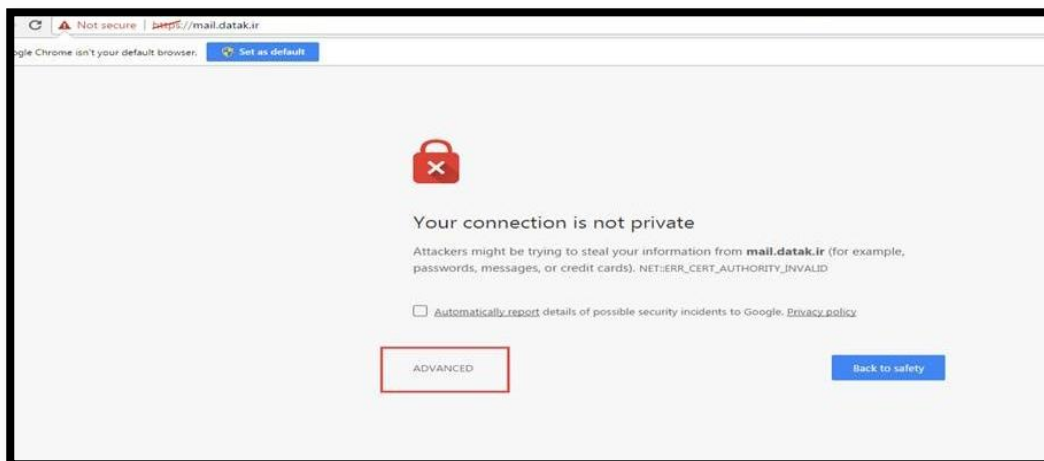 Not secure | https://mail.datak.ir
ogle Chrome isn't your default browser. Set as default
Your connection is not private
Attackers might be trying to steal your information from mail.datak.ir (for example,
passwords, messages, or credit cards). NET::ERR_CERT_AUTHORITY_INVALID
Automatically report details of possible security incidents to Google. Privacy policy
ADVANCED Back to safety